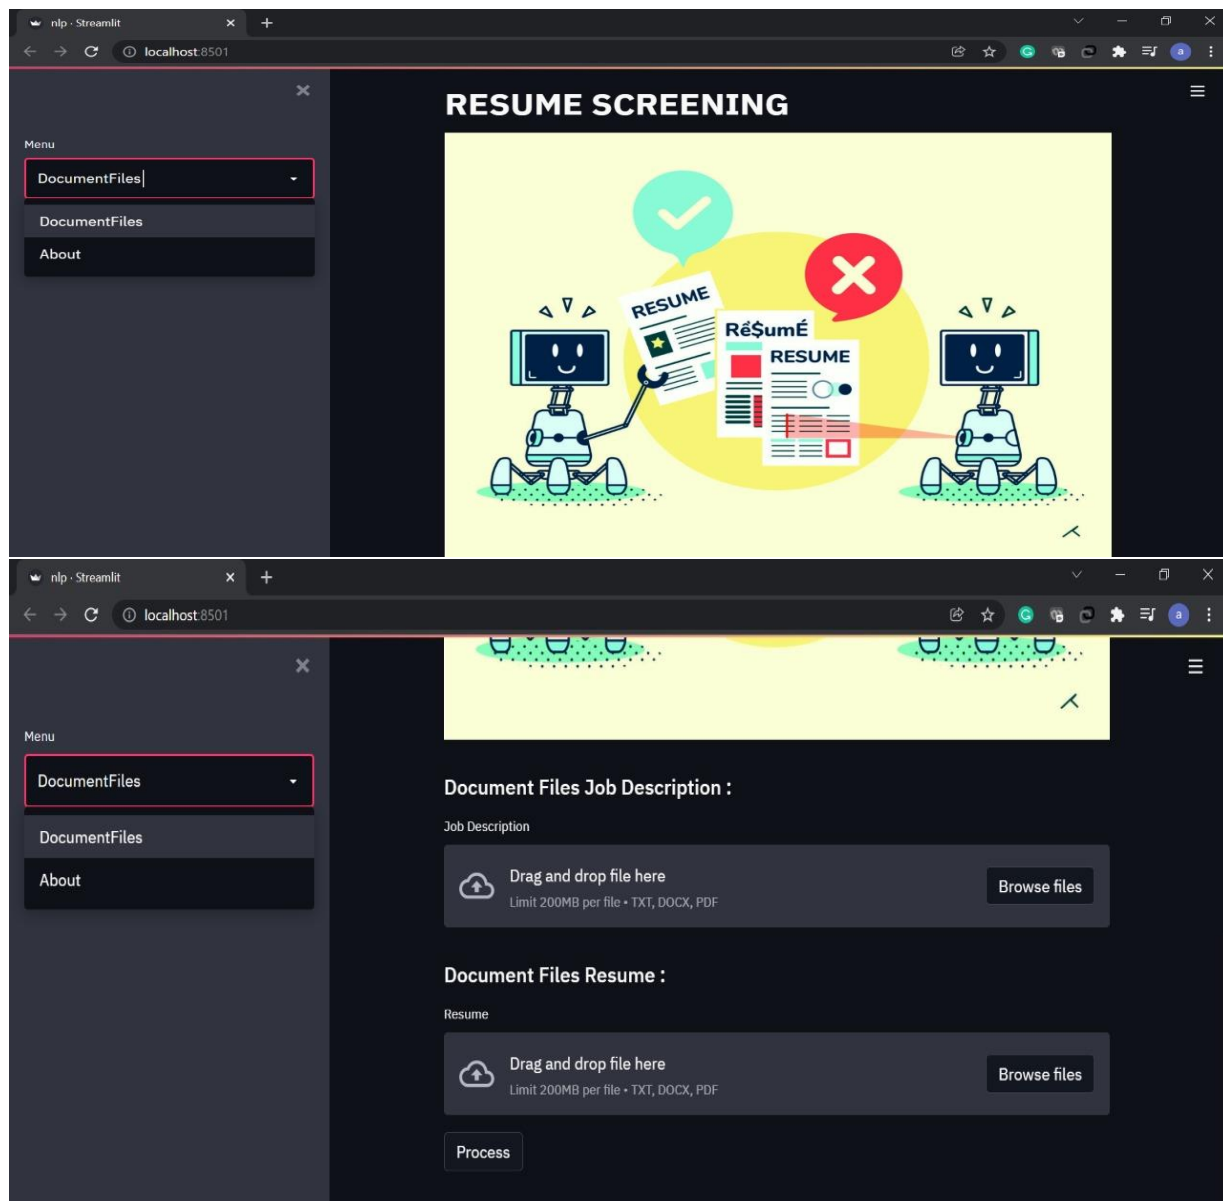 nlp · Streamlit
localhost:8501
RESUME SCREENING
Menu
DocumentFiles
DocumentFiles
About
RESUME
Rẻ$umÉ
RESUME
nlp · Streamlit
localhost:8501
a
Menu
DocumentFiles
DocumentFiles
About
Document Files Job Description :
Job Description
Drag and drop file here
Limit 200MB per file • TXT, DOCX, PDF
Browse files
Document Files Resume :
Resume
Drag and drop file here
Limit 200MB per file • TXT, DOCX, PDF
Browse files
Process